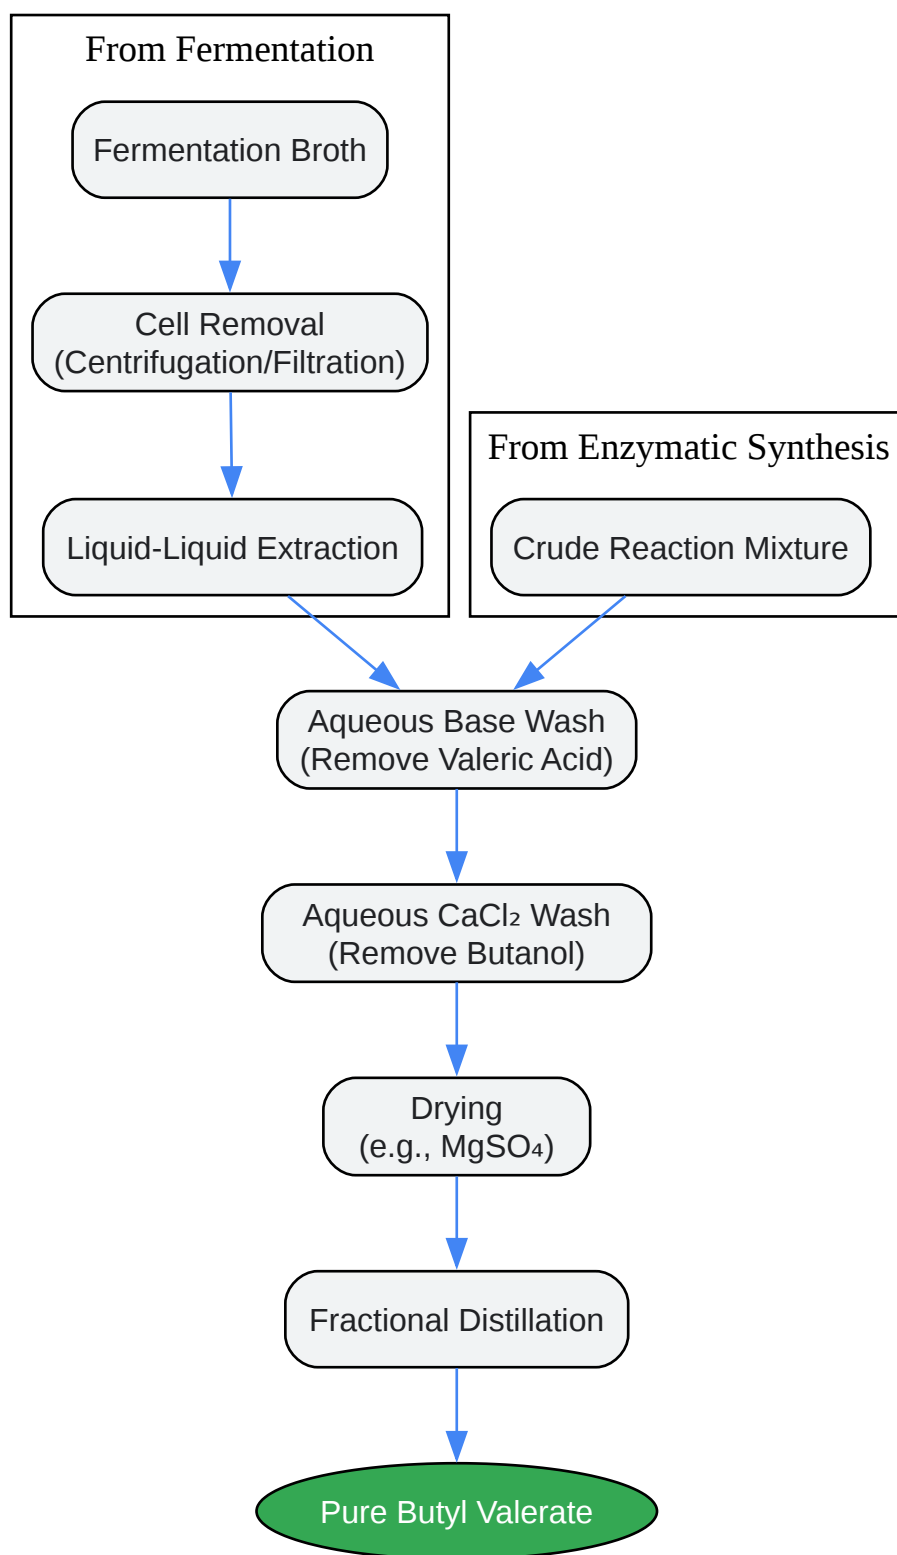 From Fermentation
Fermentation Broth
Cell Removal
(Centrifugation/Filtration)
Liquid-Liquid Extraction
From Enzymatic Synthesis
Crude Reaction Mixture
Aqueous Base Wash
(Remove Valeric Acid)
Aqueous CaCl₂ Wash
(Remove Butanol)
Drying
(e.g., MgSO₄)
Fractional Distillation
Pure Butyl Valerate